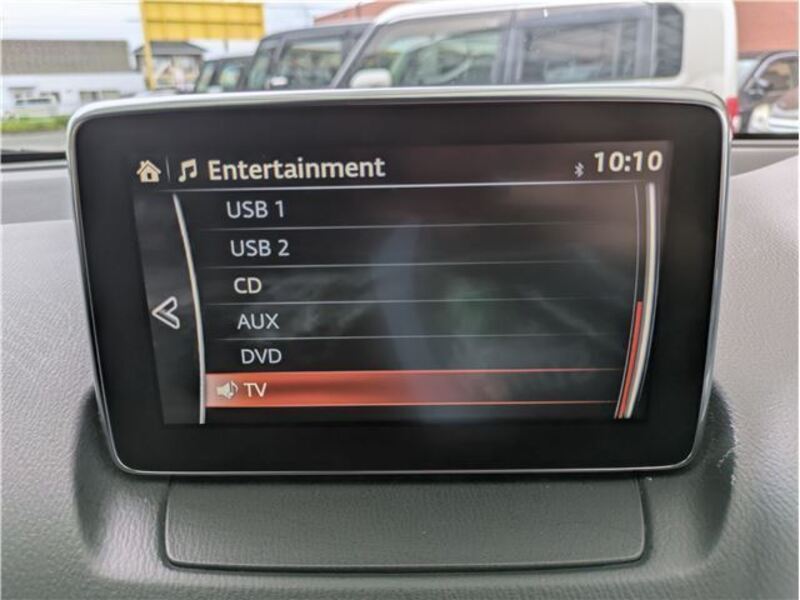 Entertainment 10:10
USB 1
USB 2
CD
AUX
DVD
TV